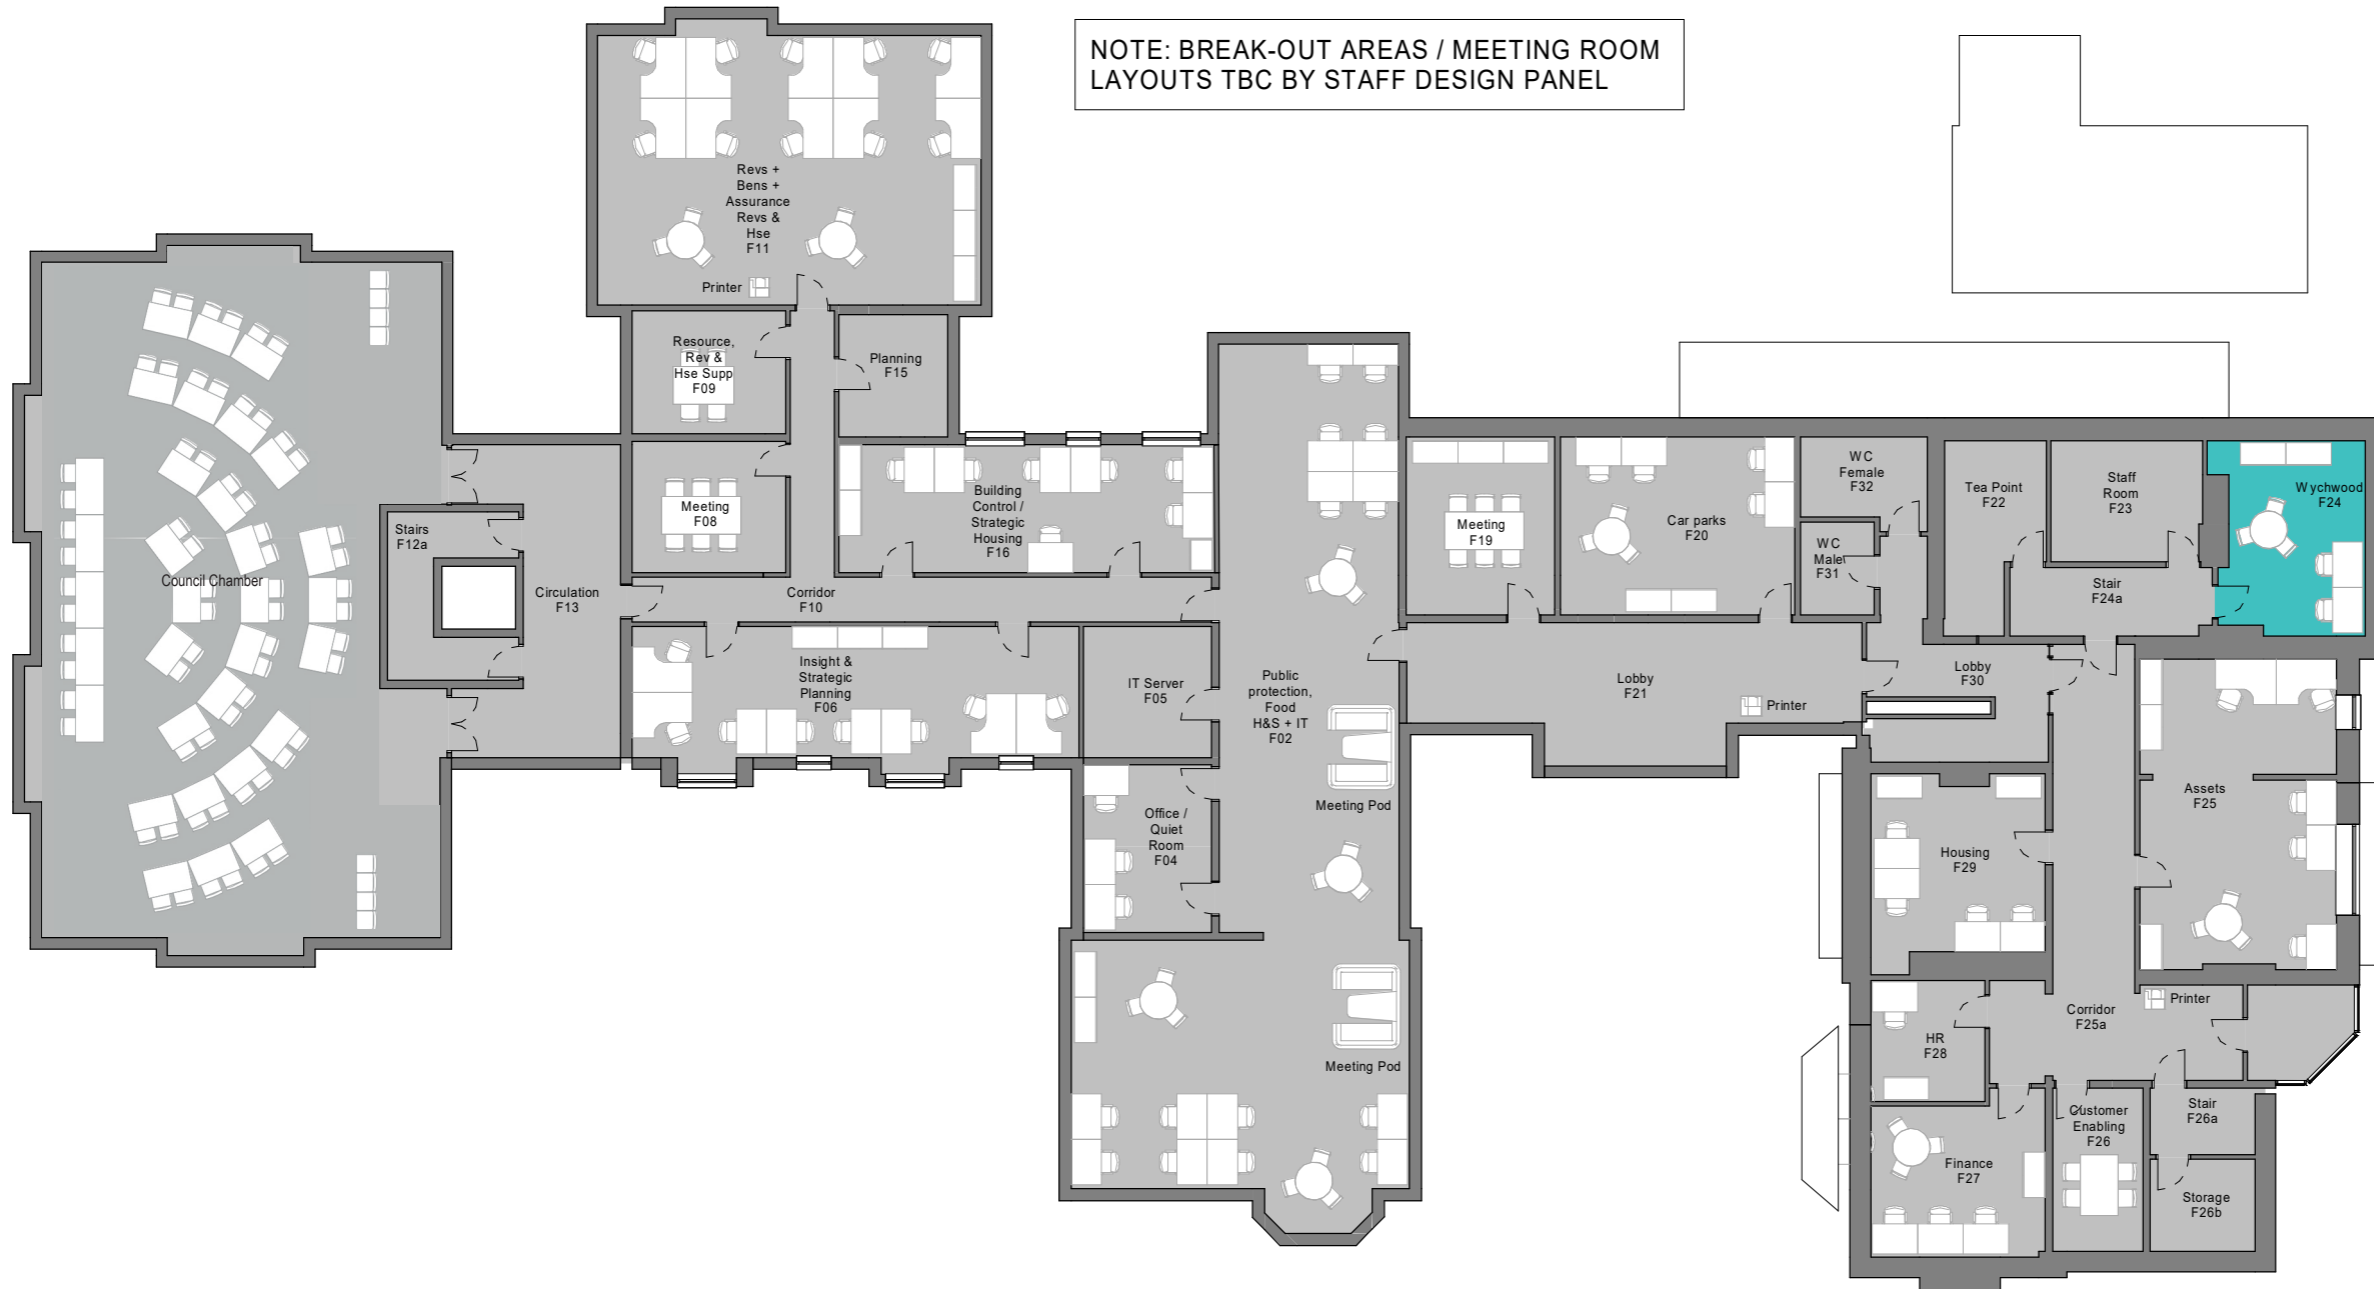 NOTE: BREAK-OUT AREAS / MEETING ROOM
LAYOUTS TBC BY STAFF DESIGN PANEL
Revs +
Bens +
Assurance
Revs &
Hse
F11
Printer
Resource,
Rev &
Hse Supp
F09
Planning
F15
Meeting
F08
Building
Control /
Strategic
Housing
F16
Stairs
F12a
Council Chamber
Circulation
F13
Corridor
F10
Insight &
Strategic
Planning
F06
IT Server
F05
Public
protection,
Food
H&S + IT
F02
Meeting Pod
Office /
Quiet
Room
F04
Meeting Pod
Meeting
F19
Car parks
F20
WC
Female
F32
WC
Male
F31
Tea Point
F22
Staff
Room
F23
Wychwood
F24
Stair
F24a
Lobby
F21
Printer
Lobby
F30
Assets
F25
Housing
F29
Corridor
F25a
Printer
HR
F28
Finance
F27
Customer
Enabling
F26
Stair
F26a
Storage
F26b